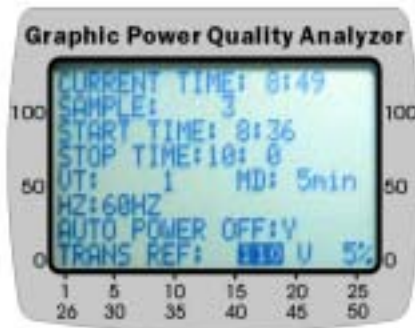 Graphic Power Quality Analyzer
CURRENT TIME: 8:49
SAMPLE: 3
START TIME: 8:36
STOP TIME:10: 0
VT: 1 MD: 5min
HZ:60HZ
AUTO POWER OFF:Y
TRANS REF: V 5%
100 100
50 50
0 0
1 5 10 15 20 25
26 30 35 40 45 50